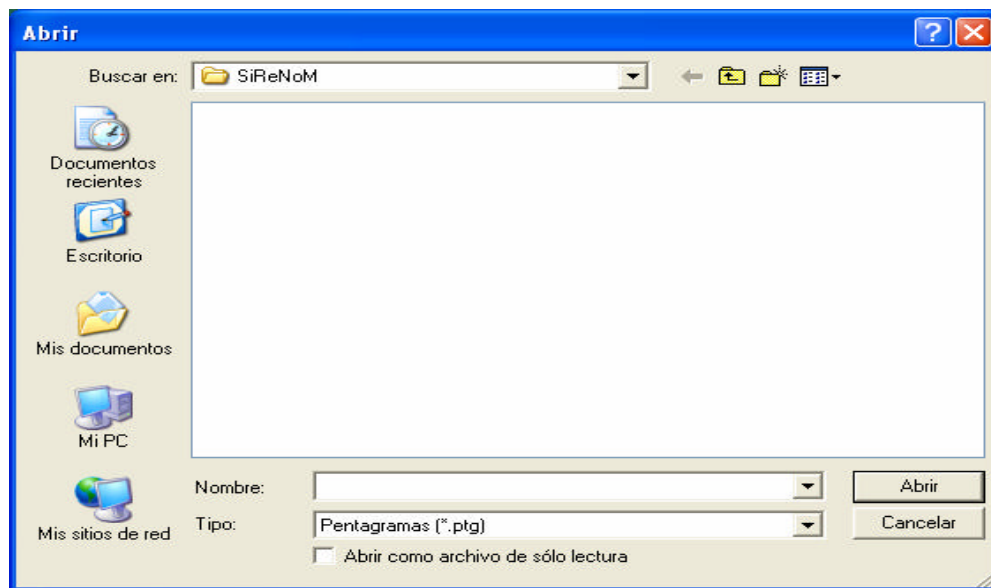 Abrir
Buscar en:
SiReNoM
Documentos
recientes
Escritorio
Mis documentos
Mi PC
Mis sitios de red
Nombre:
Abrir
Tipo:
Pentagramas (*.ptg)
Cancelar
Abrir como archivo de sólo lectura